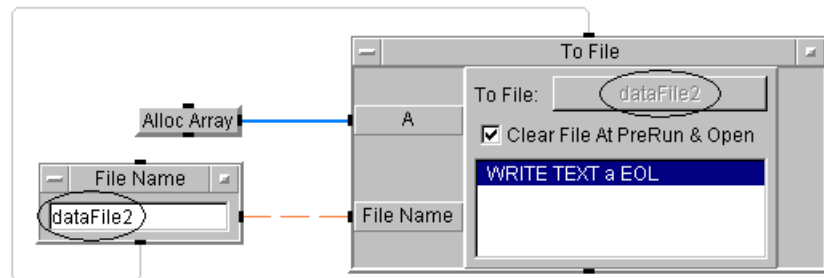 To File
To File: dataFile2
Alloc Array
A
Clear File At PreRun & Open
File Name
WRITE TEXT a EOL
dataFile2
File Name